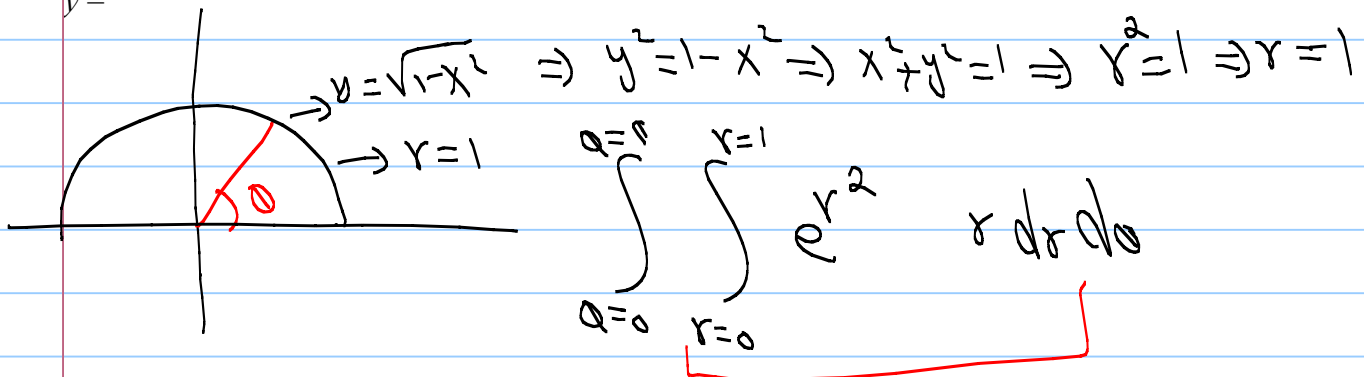 y =
→ y = √(1-x²) ⇒ y² = 1 - x² ⇒ x² + y² = 1 ⇒ r² = 1 ⇒ r = 1
→ r = 1
θ
θ=π r=1
∫ ∫ e^{r²} r dr dθ
θ=0 r=0